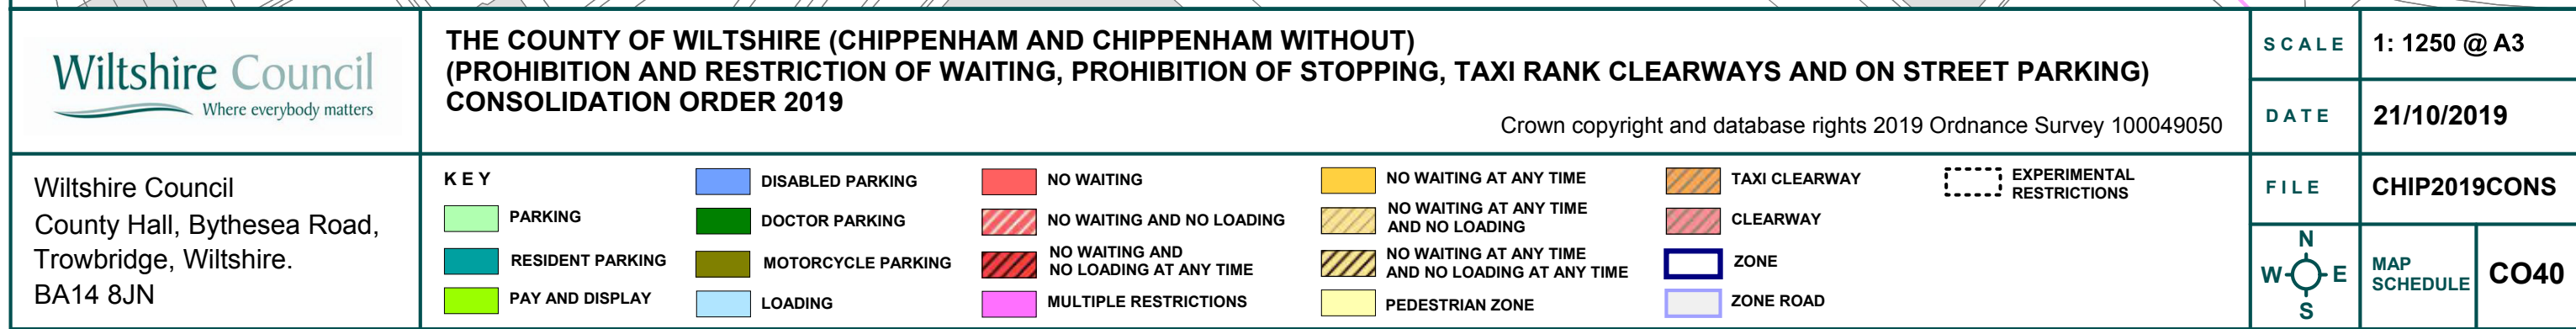 Wiltshire Council
Where everybody matters
THE COUNTY OF WILTSHIRE (CHIPPENHAM AND CHIPPENHAM WITHOUT)
(PROHIBITION AND RESTRICTION OF WAITING, PROHIBITION OF STOPPING, TAXI RANK CLEARWAYS AND ON STREET PARKING)
CONSOLIDATION ORDER 2019
Crown copyright and database rights 2019 Ordnance Survey 100049050
SCALE 1: 1250 @ A3
DATE 21/10/2019
Wiltshire Council
County Hall, Bythesea Road,
Trowbridge, Wiltshire.
BA14 8JN
KEY
PARKING
RESIDENT PARKING
PAY AND DISPLAY
DISABLED PARKING
DOCTOR PARKING
MOTORCYCLE PARKING
LOADING
NO WAITING
NO WAITING AND NO LOADING
NO WAITING AND
NO LOADING AT ANY TIME
MULTIPLE RESTRICTIONS
NO WAITING AT ANY TIME
NO WAITING AT ANY TIME
AND NO LOADING
NO WAITING AT ANY TIME
AND NO LOADING AT ANY TIME
PEDESTRIAN ZONE
TAXI CLEARWAY
CLEARWAY
ZONE
ZONE ROAD
EXPERIMENTAL
RESTRICTIONS
FILE CHIP2019CONS
N
W E
S
MAP
SCHEDULE
CO40